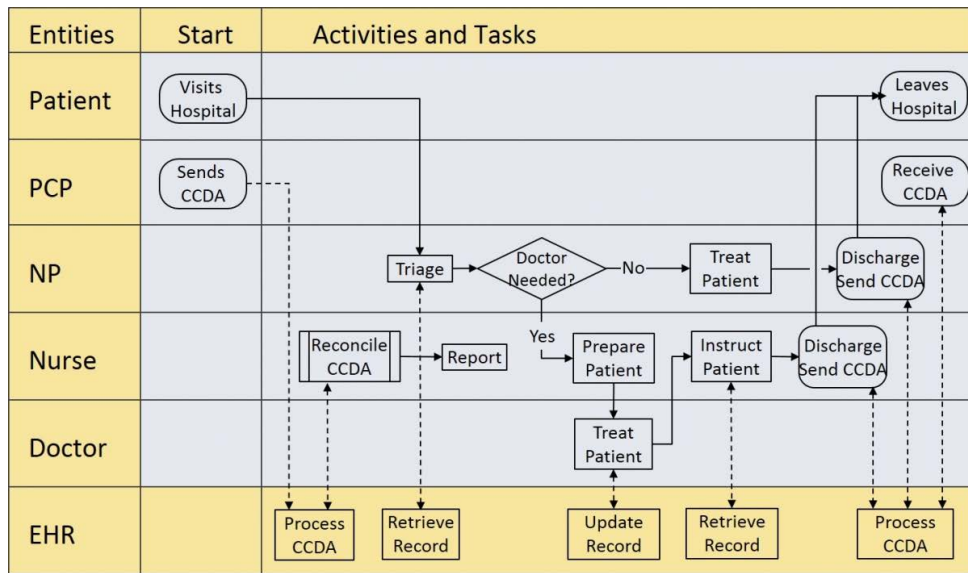 Entities Start Activities and Tasks
Patient
Visits
Hospital
Leaves
Hospital
PCP
Sends
CCDA
Receive
CCDA
NP
Triage
Doctor
Needed?
No
Treat
Patient
Discharge
Send CCDA
Nurse
Reconcile
CCDA
Report
Yes
Prepare
Patient
Instruct
Patient
Discharge
Send CCDA
Doctor
Treat
Patient
EHR
Process
CCDA
Retrieve
Record
Update
Record
Retrieve
Record
Process
CCDA